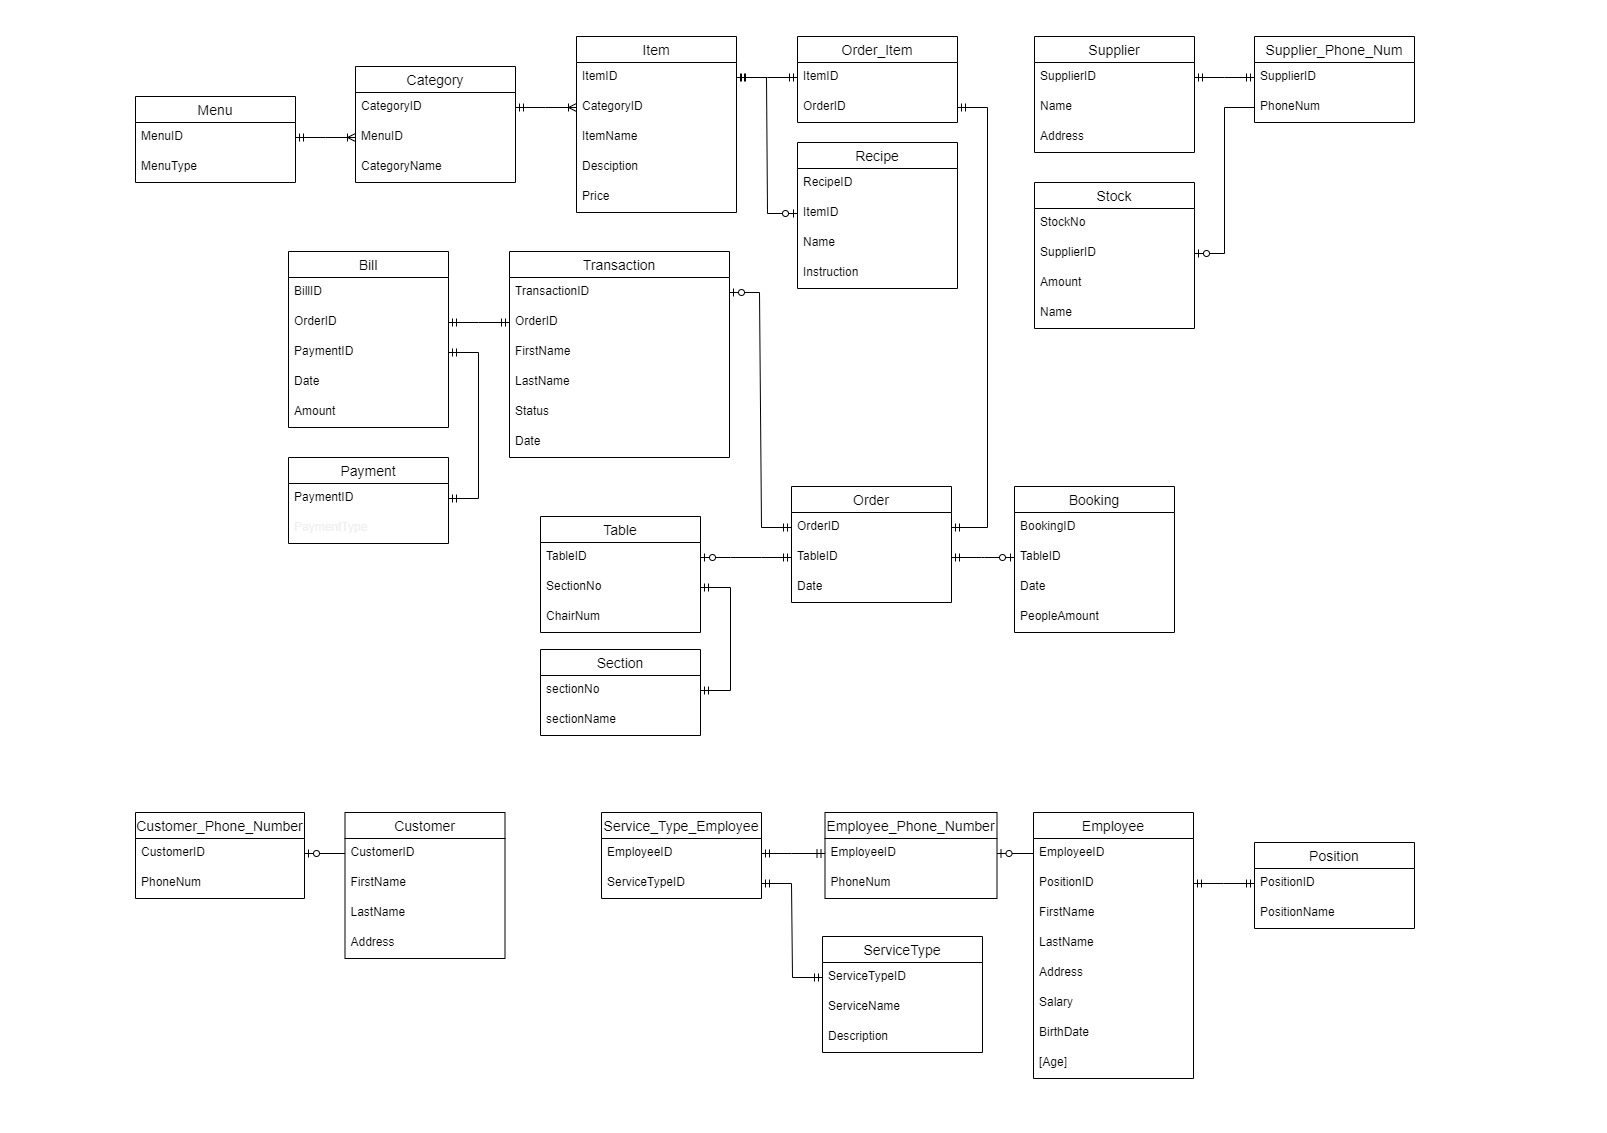 Menu
MenuID
MenuType
Category
CategoryID
MenuID
CategoryName
Item
ItemID
CategoryID
ItemName
Desciption
Price
Order_Item
ItemID
OrderID
Recipe
RecipeID
ItemID
Name
Instruction
Supplier
SupplierID
Name
Address
Supplier_Phone_Num
SupplierID
PhoneNum
Stock
StockNo
SupplierID
Amount
Name
Bill
BillID
OrderID
PaymentID
Date
Amount
Transaction
TransactionID
OrderID
FirstName
LastName
Status
Date
Payment
PaymentID
PaymentType
Table
TableID
SectionNo
ChairNum
Order
OrderID
TableID
Date
Booking
BookingID
TableID
Date
PeopleAmount
Section
sectionNo
sectionName
Customer_Phone_Number
CustomerID
PhoneNum
Customer
CustomerID
FirstName
LastName
Address
Service_Type_Employee
EmployeeID
ServiceTypeID
Employee_Phone_Number
EmployeeID
PhoneNum
ServiceType
ServiceTypeID
ServiceName
Description
Employee
EmployeeID
PositionID
FirstName
LastName
Address
Salary
BirthDate
[Age]
Position
PositionID
PositionName